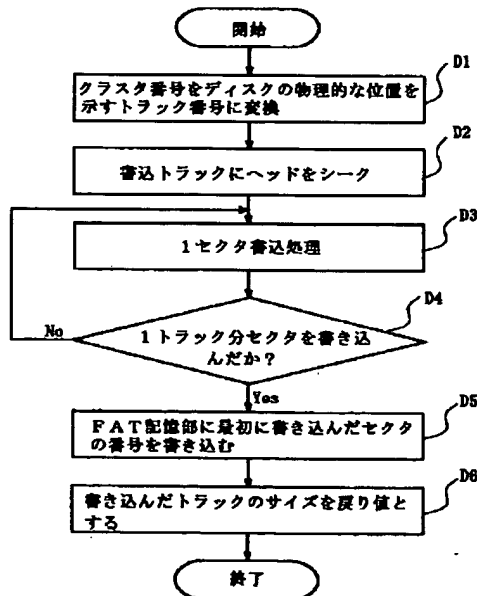 開始
D1
クラスタ番号をディスクの物理的な位置を
示すトラック番号に変換
D2
書込トラックにヘッドをシーク
D3
1セクタ書込処理
D4
No
1トラック分セクタを書き込
んだか？
Yes
D5
FAT記憶部に最初に書き込んだセクタ
の番号を書き込む
D6
書き込んだトラックのサイズを戻り値と
する
終了